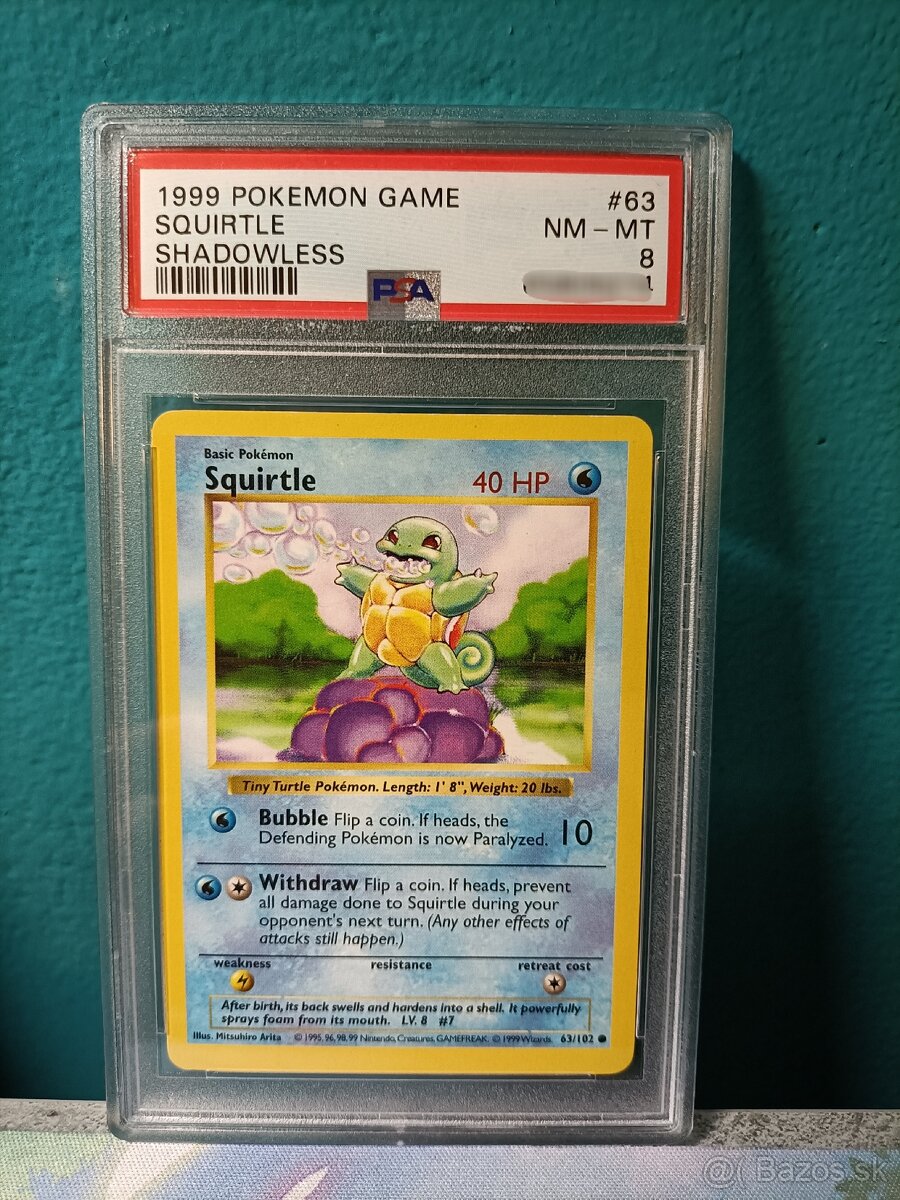 1999 POKEMON GAME #63
SQUIRTLE NM - MT
SHADOWLESS 8
PSA
Basic Pokémon
Squirtle 40 HP
Tiny Turtle Pokémon. Length: 1' 8", Weight: 20 lbs.
Bubble Flip a coin. If heads, the
Defending Pokémon is now Paralyzed. 10
Withdraw Flip a coin. If heads, prevent
all damage done to Squirtle during your
opponent's next turn. (Any other effects of
attacks still happen.)
weakness resistance retreat cost
After birth, its back swells and hardens into a shell. It powerfully
sprays foam from its mouth. LV. 8 #7
Illus. Mitsuhiro Arita © 1995, 96, 98, 99 Nintendo, Creatures, GAMEFREAK. © 1999 Wizards. 63/102
@( Bazos.sk